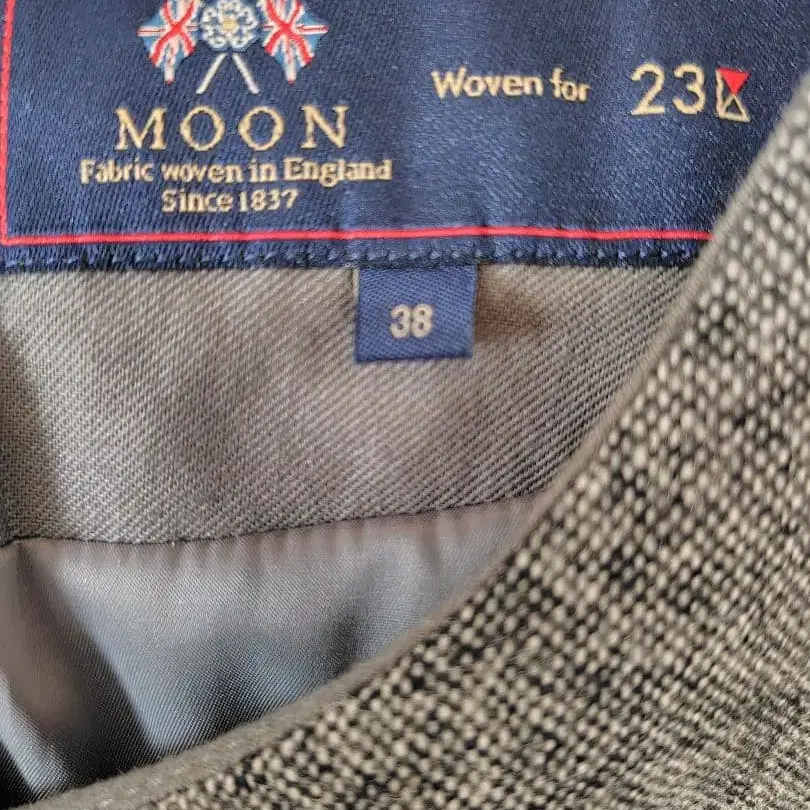 MOON
Fabric woven in England
Since 1837
Woven for 23
38